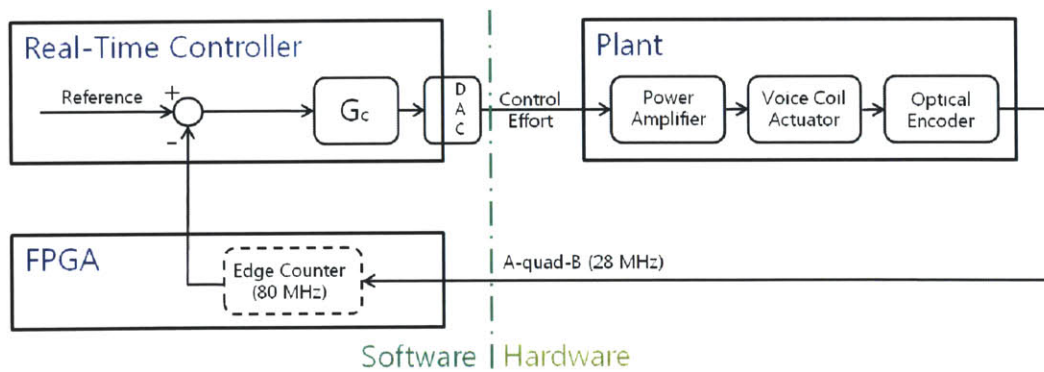 Real-Time Controller
Reference
+
-
Gc
D
A
C
Control
Effort
Plant
Power
Amplifier
Voice Coil
Actuator
Optical
Encoder
FPGA
Edge Counter
(80 MHz)
A-quad-B (28 MHz)
Software | Hardware